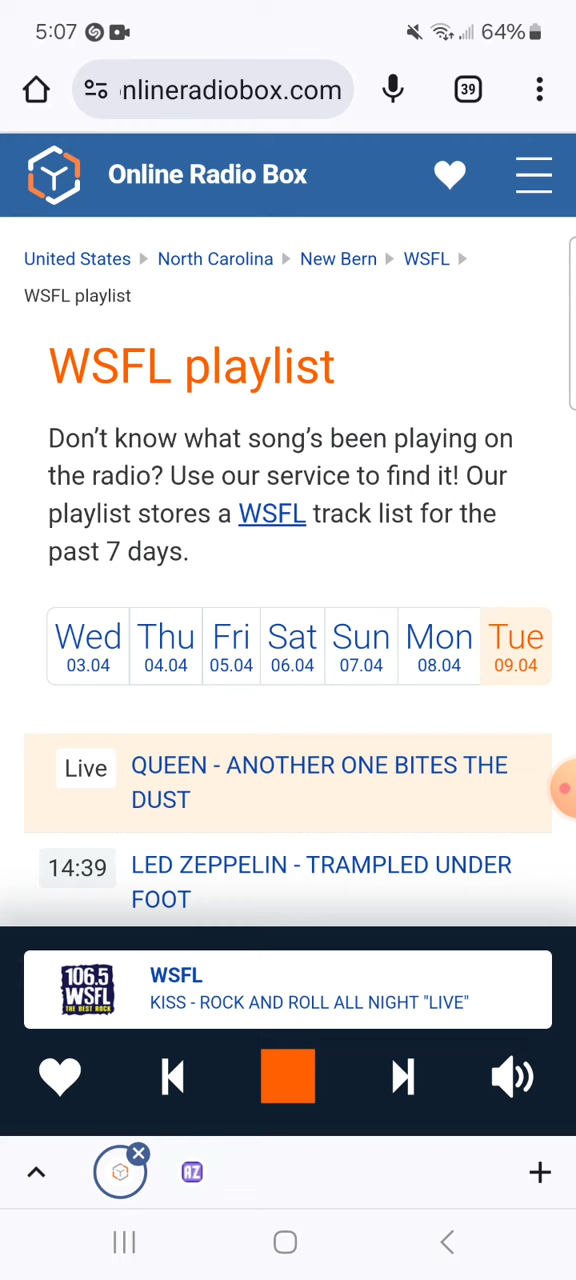 5:07
64%
nlineradiobox.com
39
Online Radio Box
United States North Carolina New Bern WSFL
WSFL playlist
WSFL playlist
Don’t know what song’s been playing on
the radio? Use our service to find it! Our
playlist stores a WSFL track list for the
past 7 days.
Wed Thu Fri Sat Sun Mon Tue
03.04 04.04 05.04 06.04 07.04 08.04 09.04
Live QUEEN - ANOTHER ONE BITES THE
DUST
14:39 LED ZEPPELIN - TRAMPLED UNDER
FOOT
106.5
WSFL
THE BEST ROCK
WSFL
KISS - ROCK AND ROLL ALL NIGHT "LIVE"
AZ